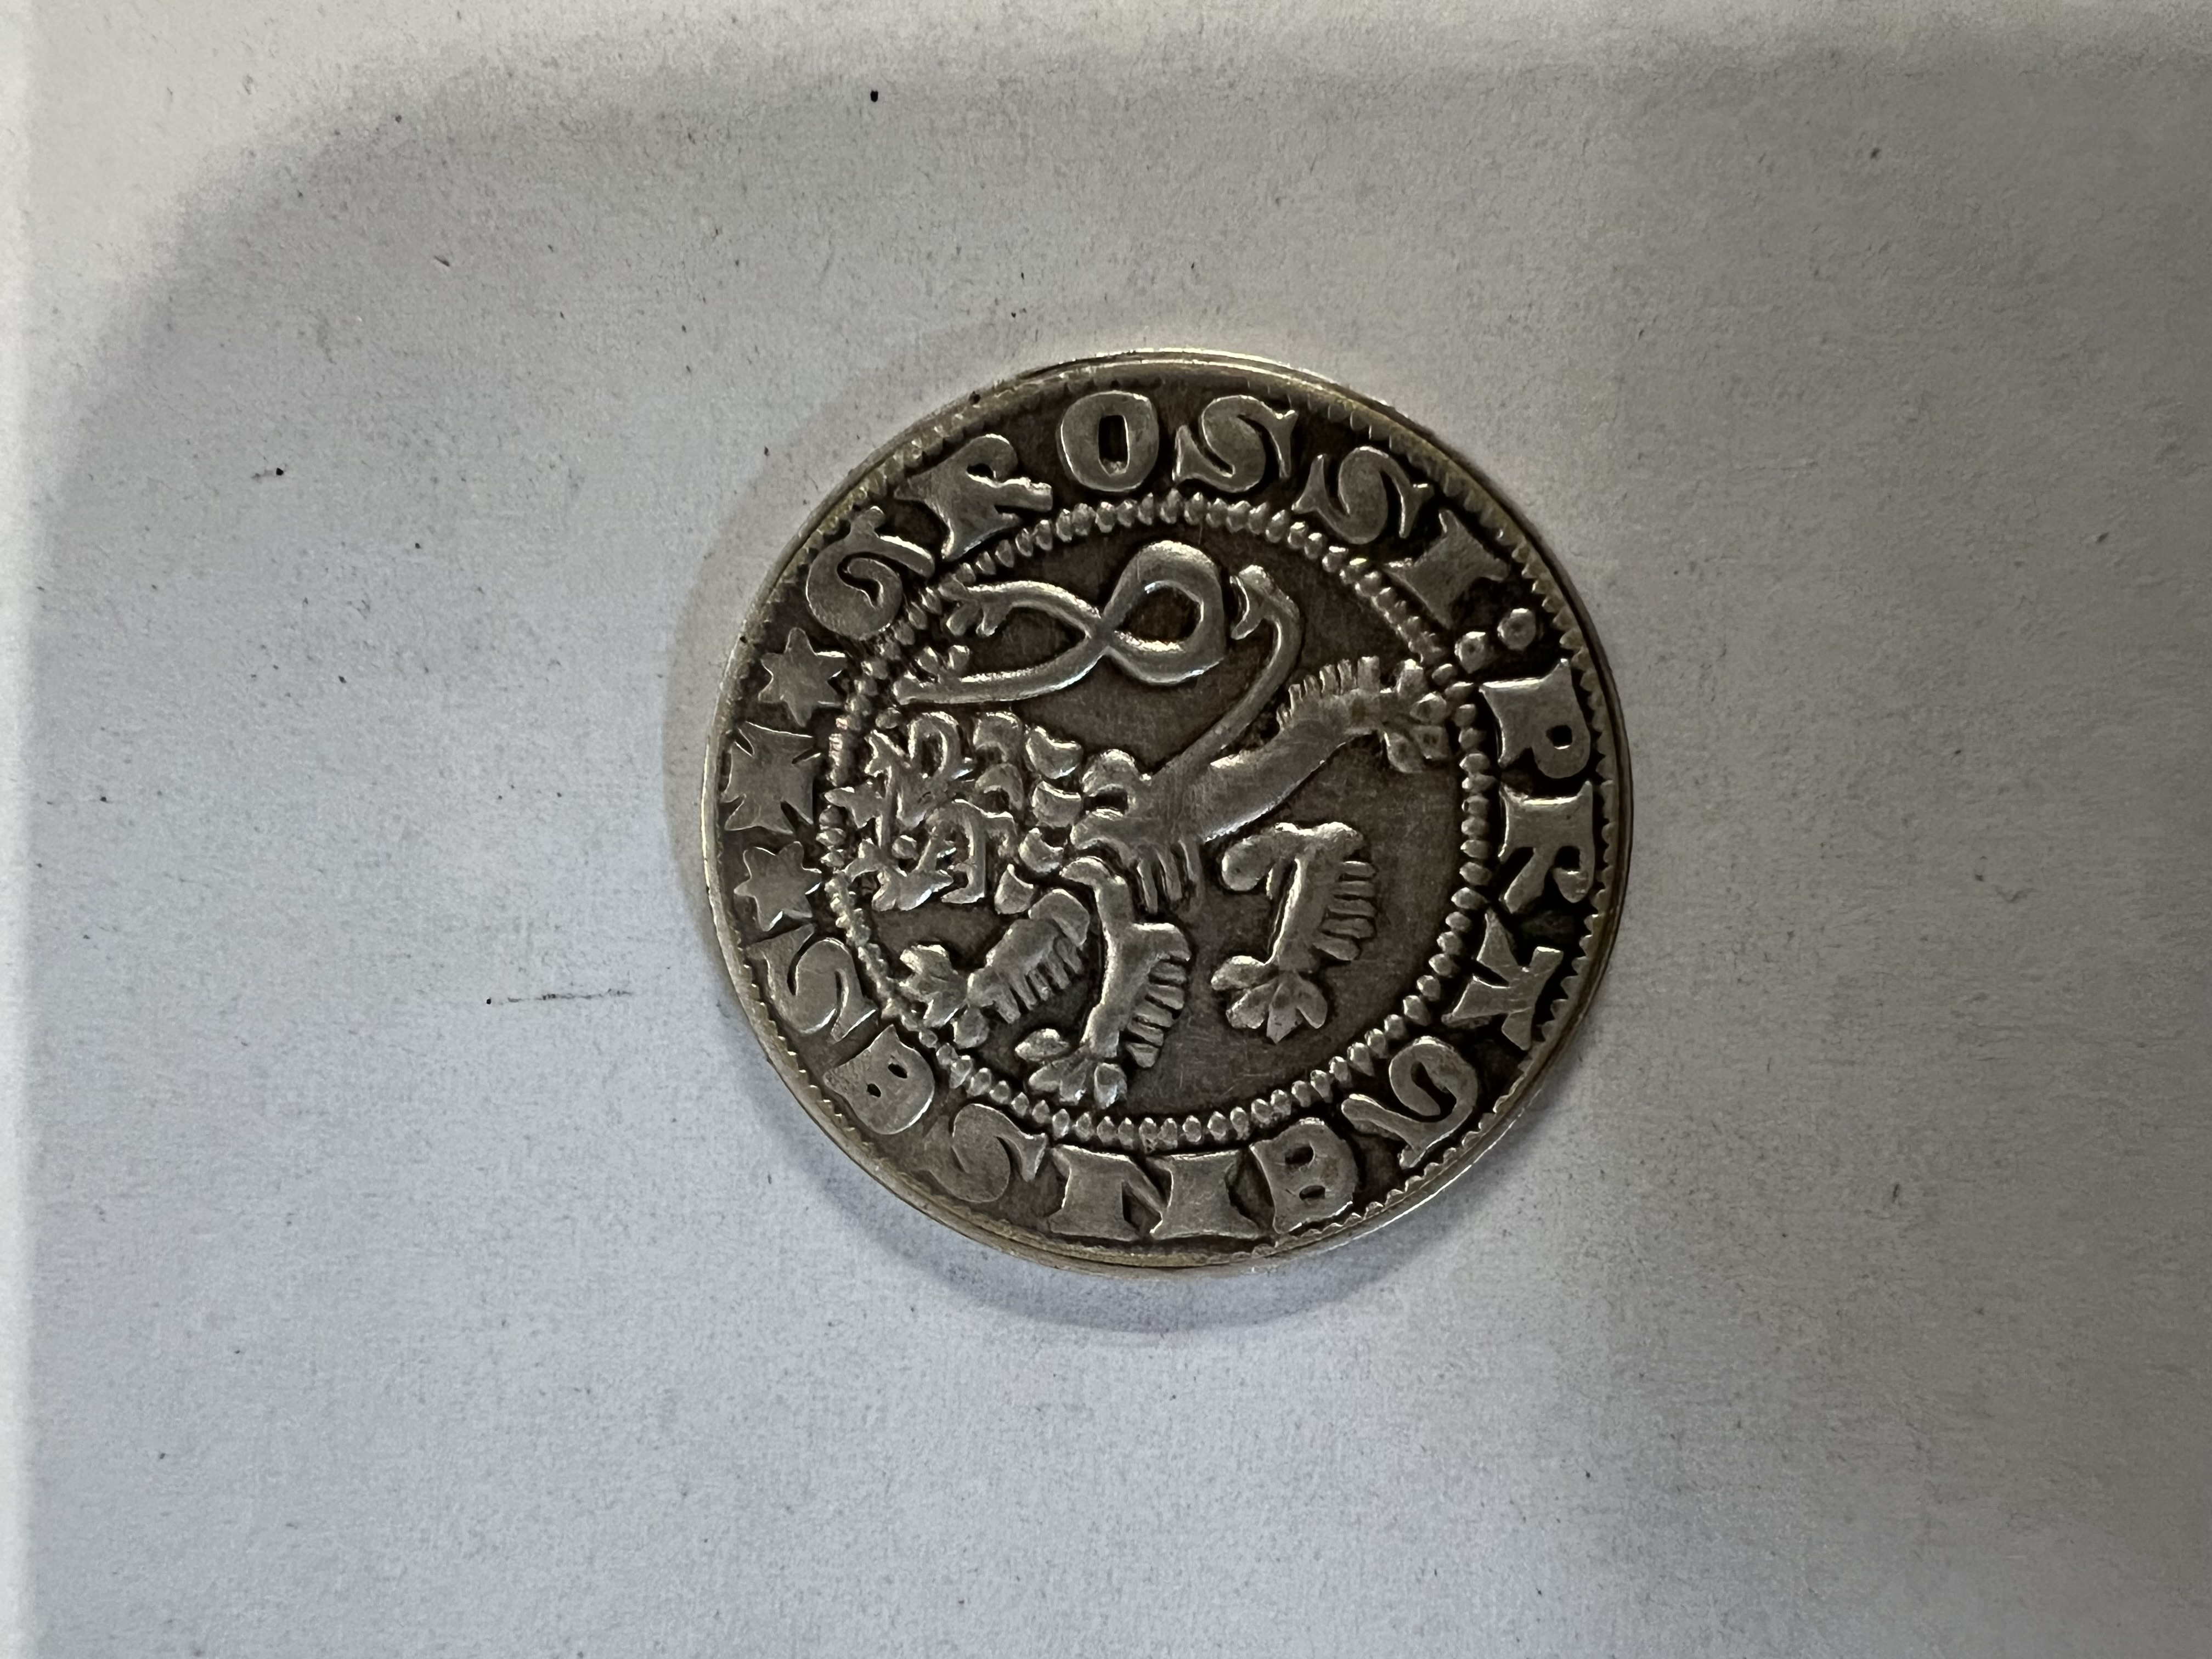 GROSSI : PRAGENSES